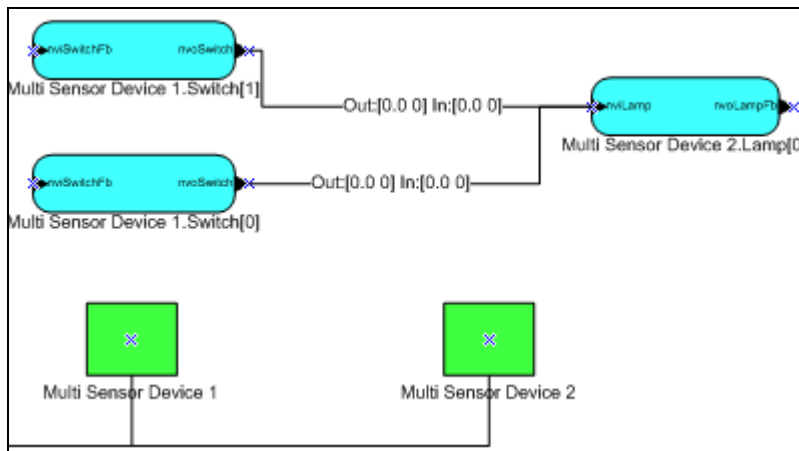 nviSwitchFb nvoSwitch
Multi Sensor Device 1.Switch[1]
Out:[0.0 0] In:[0.0 0]
nviLamp nvoLampFb
Multi Sensor Device 2.Lamp[0
nviSwitchFb nvoSwitch
Out:[0.0 0] In:[0.0 0]
Multi Sensor Device 1.Switch[0]
Multi Sensor Device 1
Multi Sensor Device 2